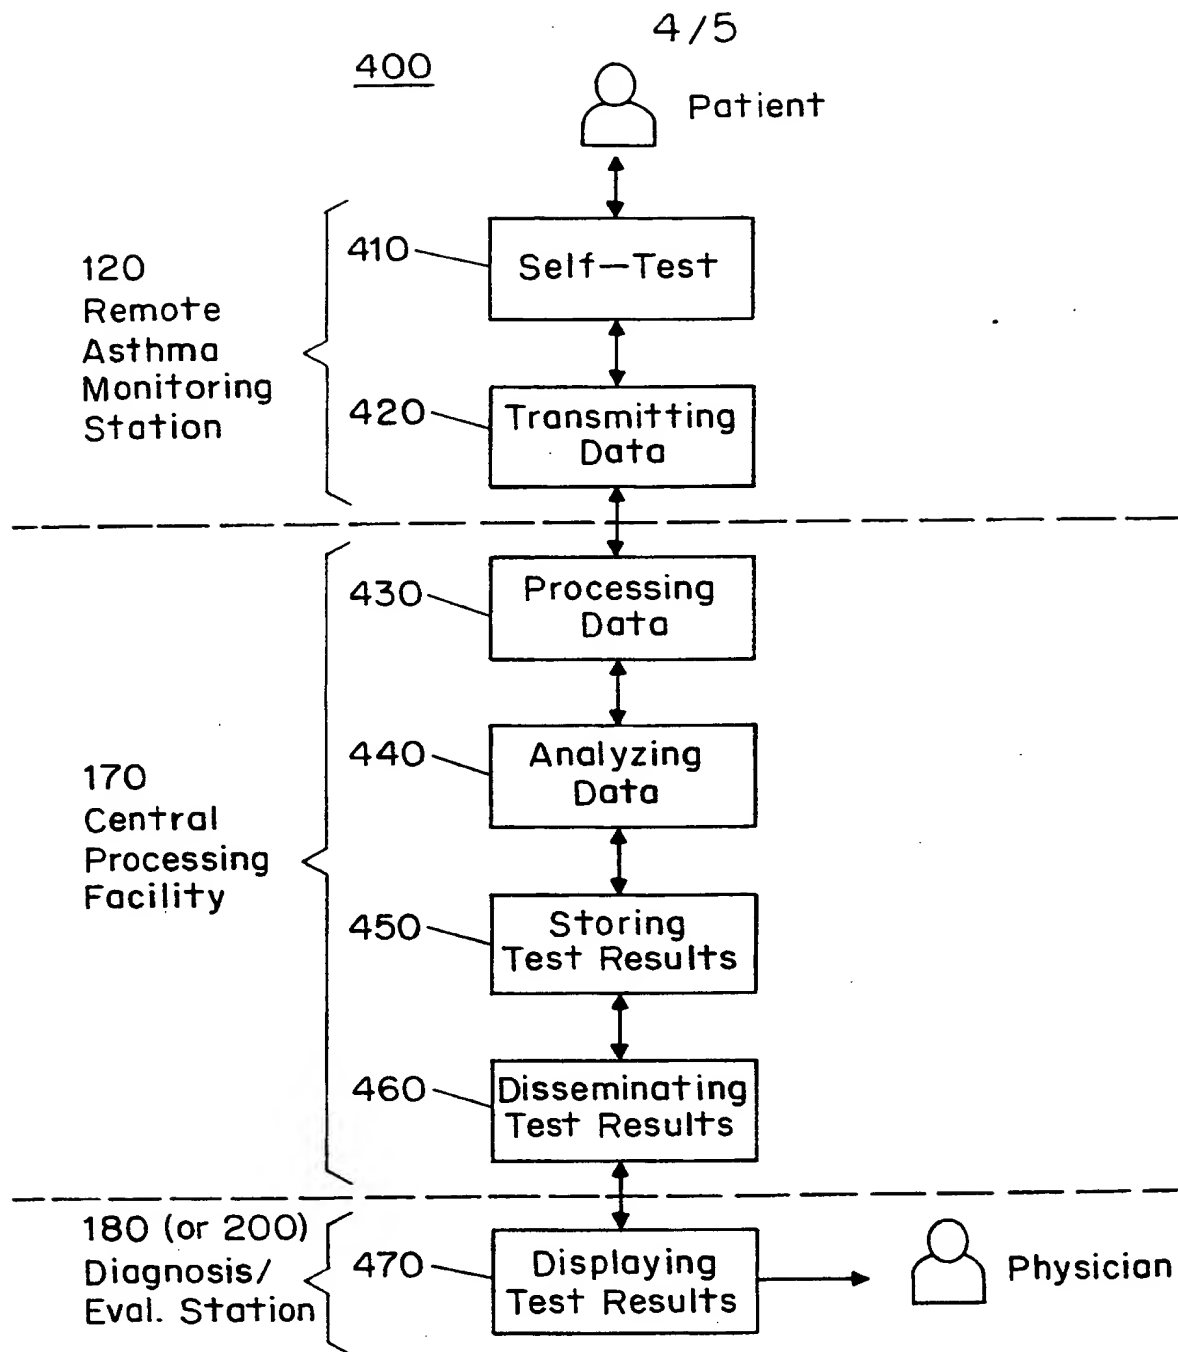 4/5
400
Patient
120
Remote
Asthma
Monitoring
Station
410
Self-Test
420
Transmitting
Data
170
Central
Processing
Facility
430
Processing
Data
440
Analyzing
Data
450
Storing
Test Results
460
Disseminating
Test Results
180 (or 200)
Diagnosis/
Eval. Station
470
Displaying
Test Results
Physician